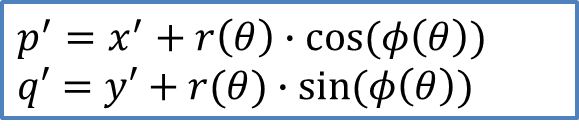 p′ = x′ + r(θ) · cos(ϕ(θ))
q′ = y′ + r(θ) · sin(ϕ(θ))